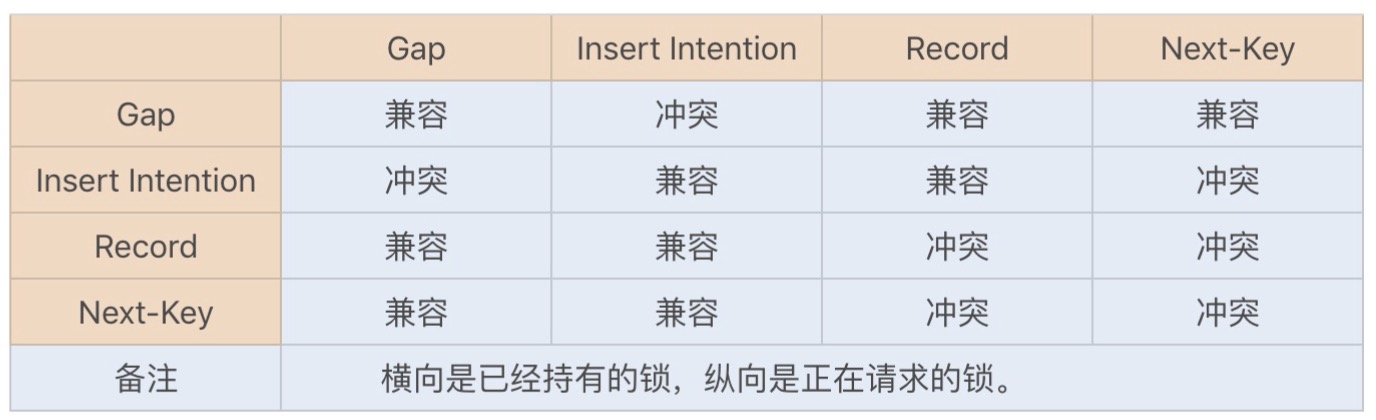 Gap Insert Intention Record Next-Key
Gap 兼容 冲突 兼容 兼容
Insert Intention 冲突 兼容 兼容 冲突
Record 兼容 兼容 冲突 冲突
Next-Key 兼容 兼容 冲突 冲突
备注 横向是已经持有的锁，纵向是正在请求的锁。